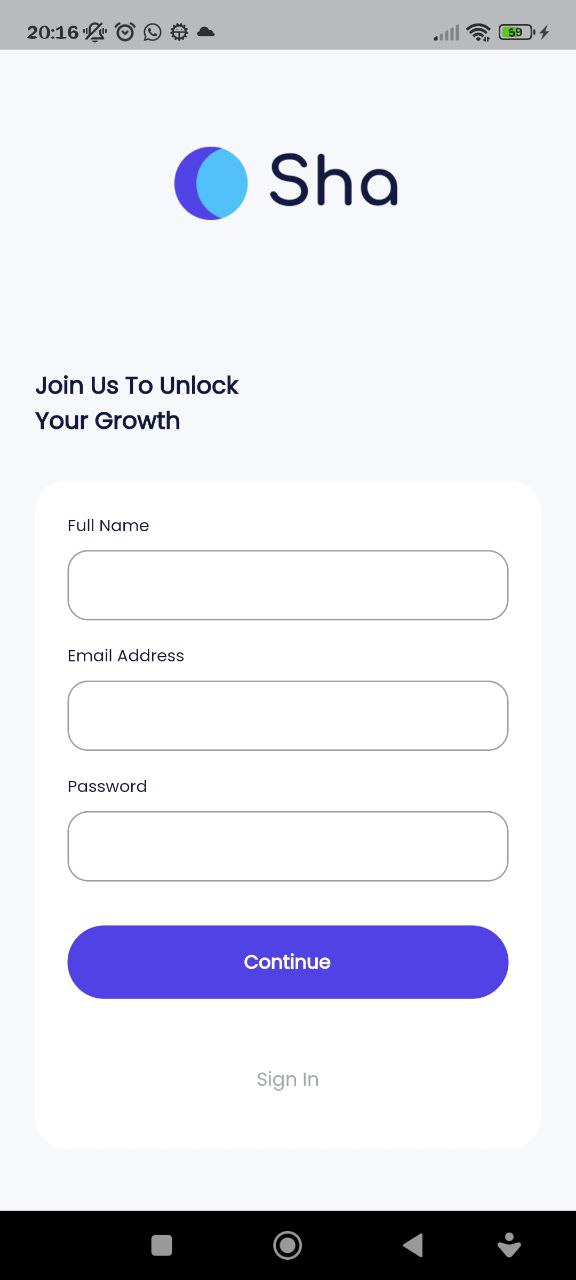 20:16
59
Sha
Join Us To Unlock
Your Growth
Full Name
Email Address
Password
Continue
Sign In